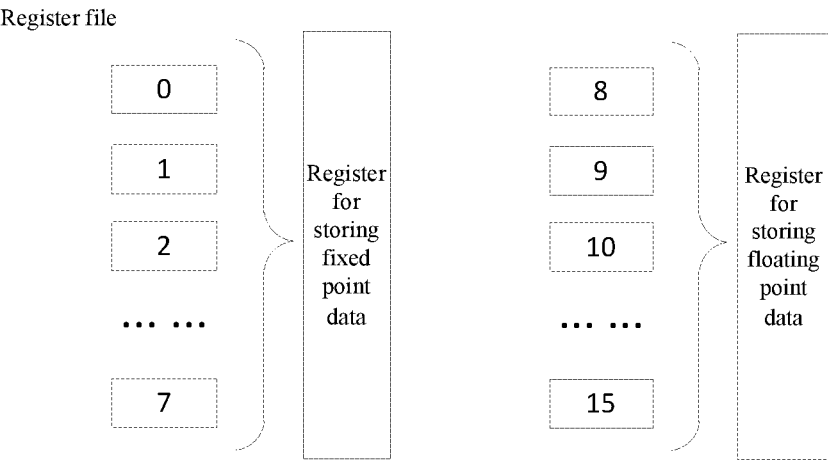 Register file
0
1
2
... ...
7
Register
for
storing
fixed
point
data
8
9
10
... ...
15
Register
for
storing
floating
point
data